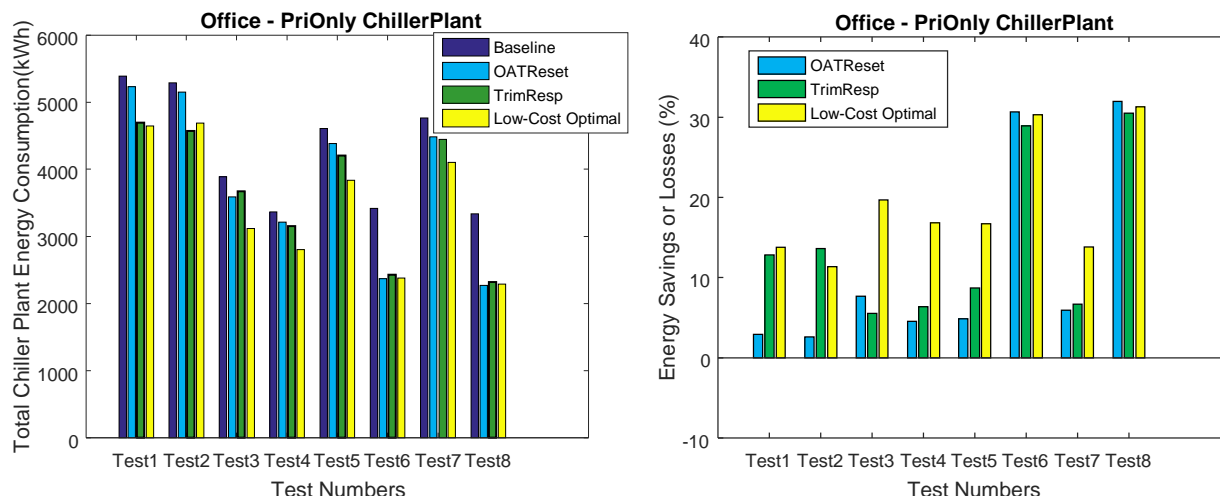 Office - PriOnly ChillerPlant
Total Chiller Plant Energy Consumption(kWh)
6000
5000
4000
3000
2000
1000
0
Baseline
OATReset
TrimResp
Low-Cost Optimal
Test1 Test2 Test3 Test4 Test5 Test6 Test7 Test8
Test Numbers
Office - PriOnly ChillerPlant
Energy Savings or Losses (%)
40
30
20
10
0
-10
OATReset
TrimResp
Low-Cost Optimal
Test1 Test2 Test3 Test4 Test5 Test6 Test7 Test8
Test Numbers